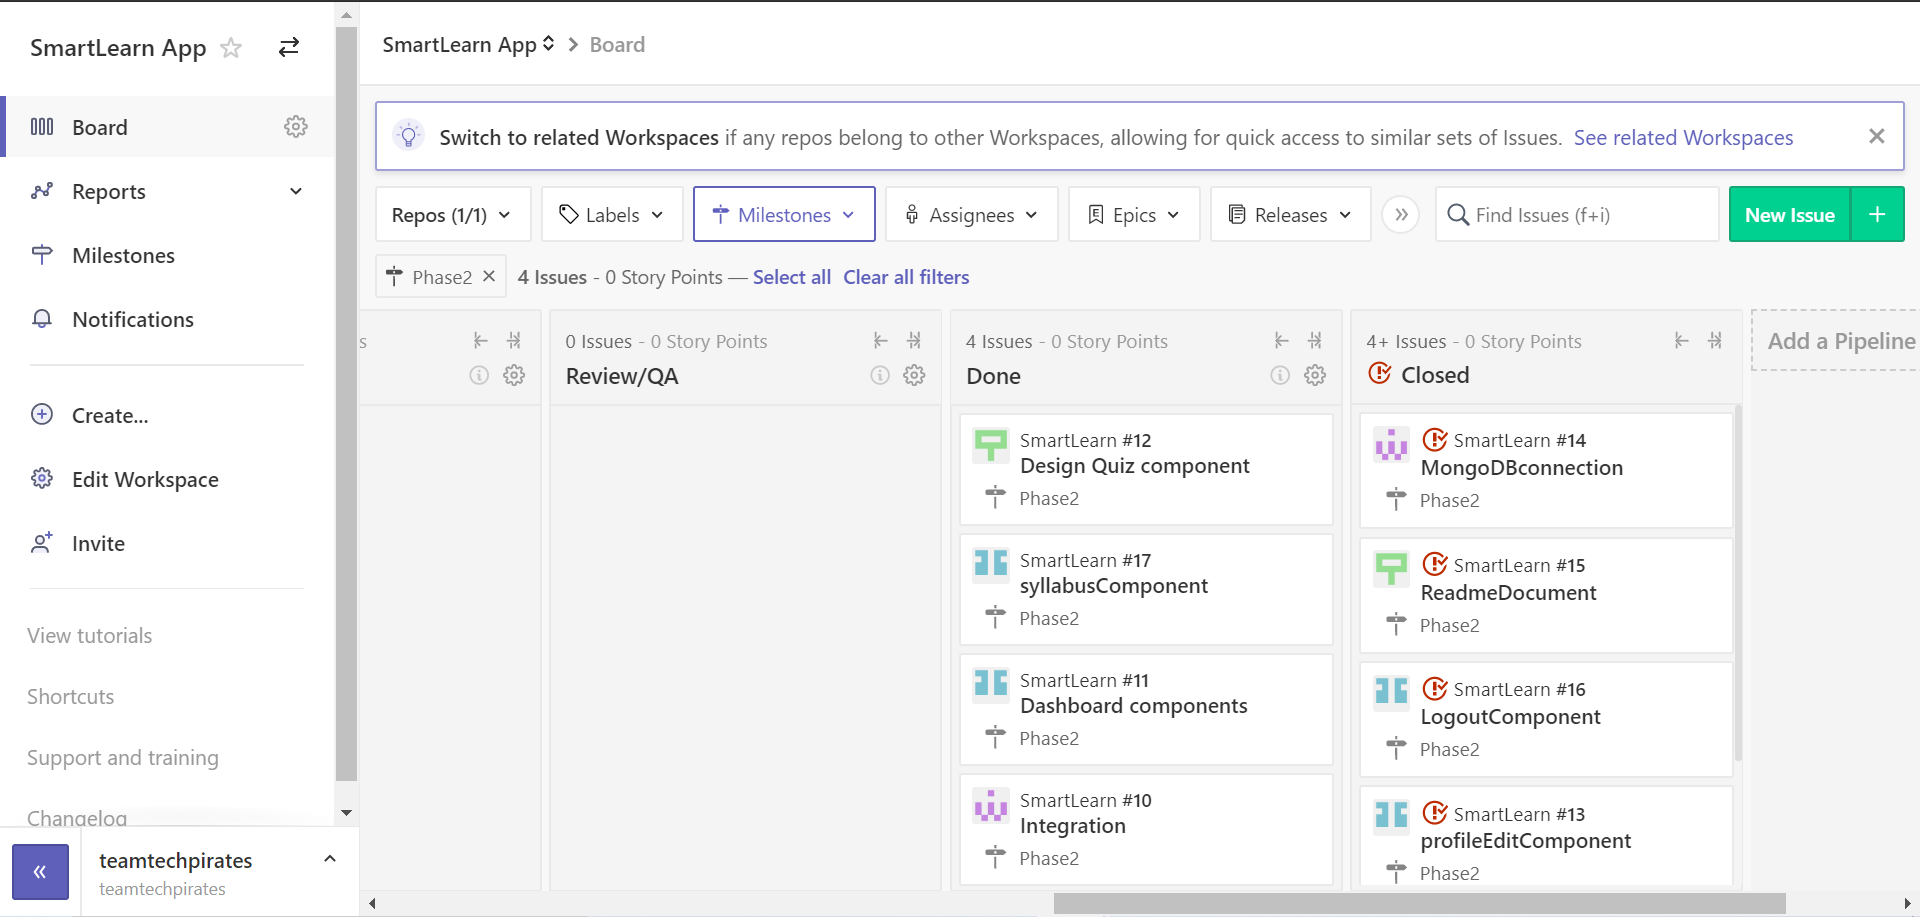 SmartLearn App
Board
Reports
Milestones
Notifications
Create...
Edit Workspace
Invite
View tutorials
Shortcuts
Support and training
Changelog
teamtechpirates
teamtechpirates
SmartLearn App > Board
Switch to related Workspaces if any repos belong to other Workspaces, allowing for quick access to similar sets of Issues. See related Workspaces
Repos (1/1) Labels Milestones Assignees Epics Releases Find Issues (f+i) New Issue +
Phase2 4 Issues - 0 Story Points — Select all Clear all filters
s
0 Issues - 0 Story Points
Review/QA
4 Issues - 0 Story Points
Done
SmartLearn #12
Design Quiz component
Phase2
SmartLearn #17
syllabusComponent
Phase2
SmartLearn #11
Dashboard components
Phase2
SmartLearn #10
Integration
Phase2
4+ Issues - 0 Story Points
Closed
SmartLearn #14
MongoDBconnection
Phase2
SmartLearn #15
ReadmeDocument
Phase2
SmartLearn #16
LogoutComponent
Phase2
SmartLearn #13
profileEditComponent
Phase2
Add a Pipeline